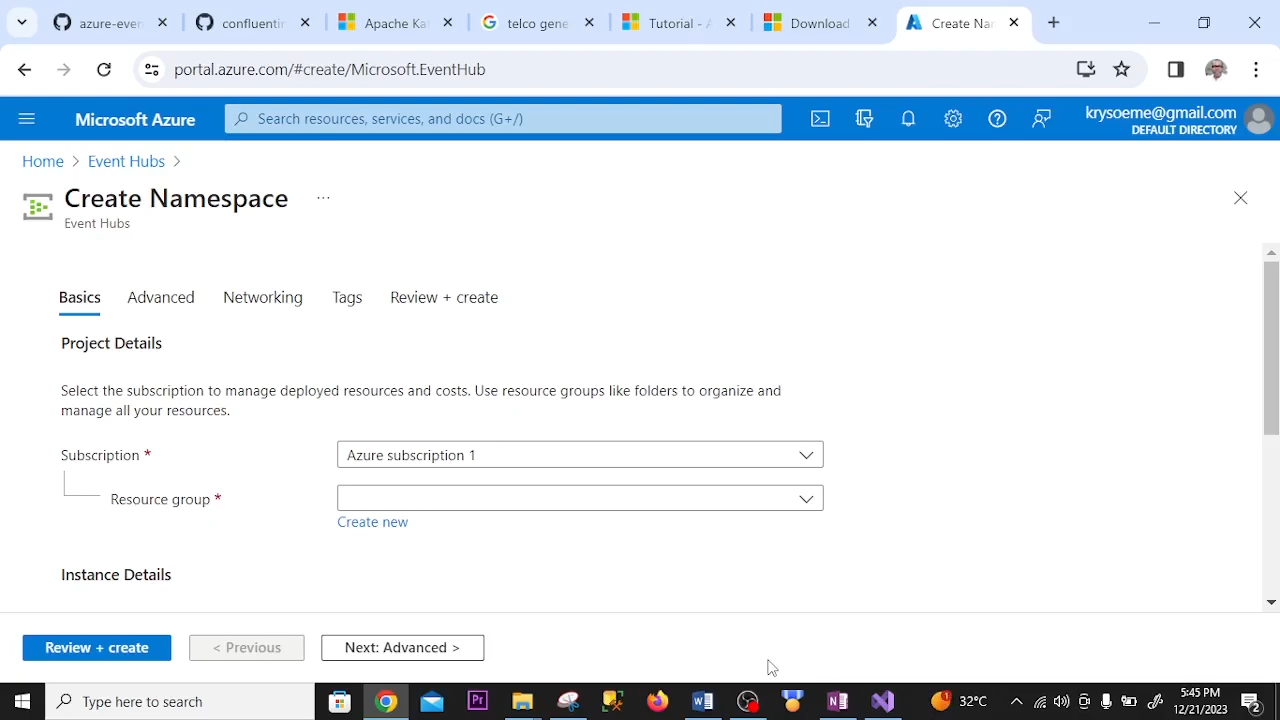 azure-even
confluentin
Apache Kaf
telco gene
Tutorial - A
Download
Create Nam
portal.azure.com/#create/Microsoft.EventHub
Microsoft Azure
Search resources, services, and docs (G+/)
krysoeme@gmail.com
DEFAULT DIRECTORY
Home > Event Hubs >
Create Namespace ...
Event Hubs
Basics Advanced Networking Tags Review + create
Project Details
Select the subscription to manage deployed resources and costs. Use resource groups like folders to organize and
manage all your resources.
Subscription *
Azure subscription 1
Resource group *
Create new
Instance Details
Review + create
< Previous
Next: Advanced >
Type here to search
32°C
5:45 PM
12/21/2023
2